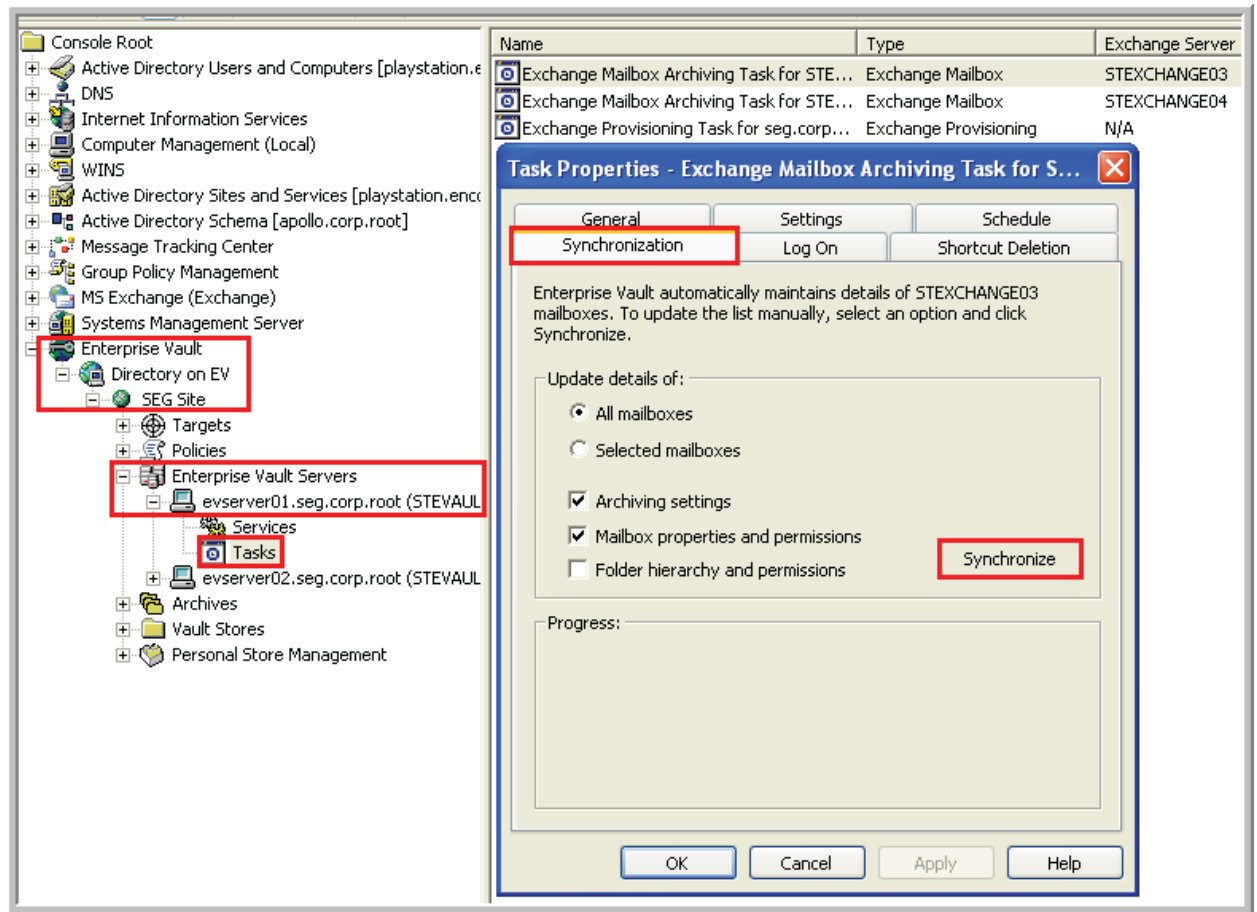 Console Root
Active Directory Users and Computers [playstation.e
DNS
Internet Information Services
Computer Management (Local)
WINS
Active Directory Sites and Services [playstation.enco
Active Directory Schema [apollo.corp.root]
Message Tracking Center
Group Policy Management
MS Exchange (Exchange)
Systems Management Server
Enterprise Vault
Directory on EV
SEG Site
Targets
Policies
Enterprise Vault Servers
evserver01.seg.corp.root (STEVAUL
Services
Tasks
evserver02.seg.corp.root (STEVAUL
Archives
Vault Stores
Personal Store Management
Name Type Exchange Server
Exchange Mailbox Archiving Task for STE... Exchange Mailbox STEXCHANGE03
Exchange Mailbox Archiving Task for STE... Exchange Mailbox STEXCHANGE04
Exchange Provisioning Task for seg.corp... Exchange Provisioning N/A
Task Properties - Exchange Mailbox Archiving Task for S...
General Settings Schedule
Synchronization Log On Shortcut Deletion
Enterprise Vault automatically maintains details of STEXCHANGE03
mailboxes. To update the list manually, select an option and click
Synchronize.
Update details of:
All mailboxes
Selected mailboxes
Archiving settings
Mailbox properties and permissions
Folder hierarchy and permissions
Synchronize
Progress:
OK Cancel Apply Help